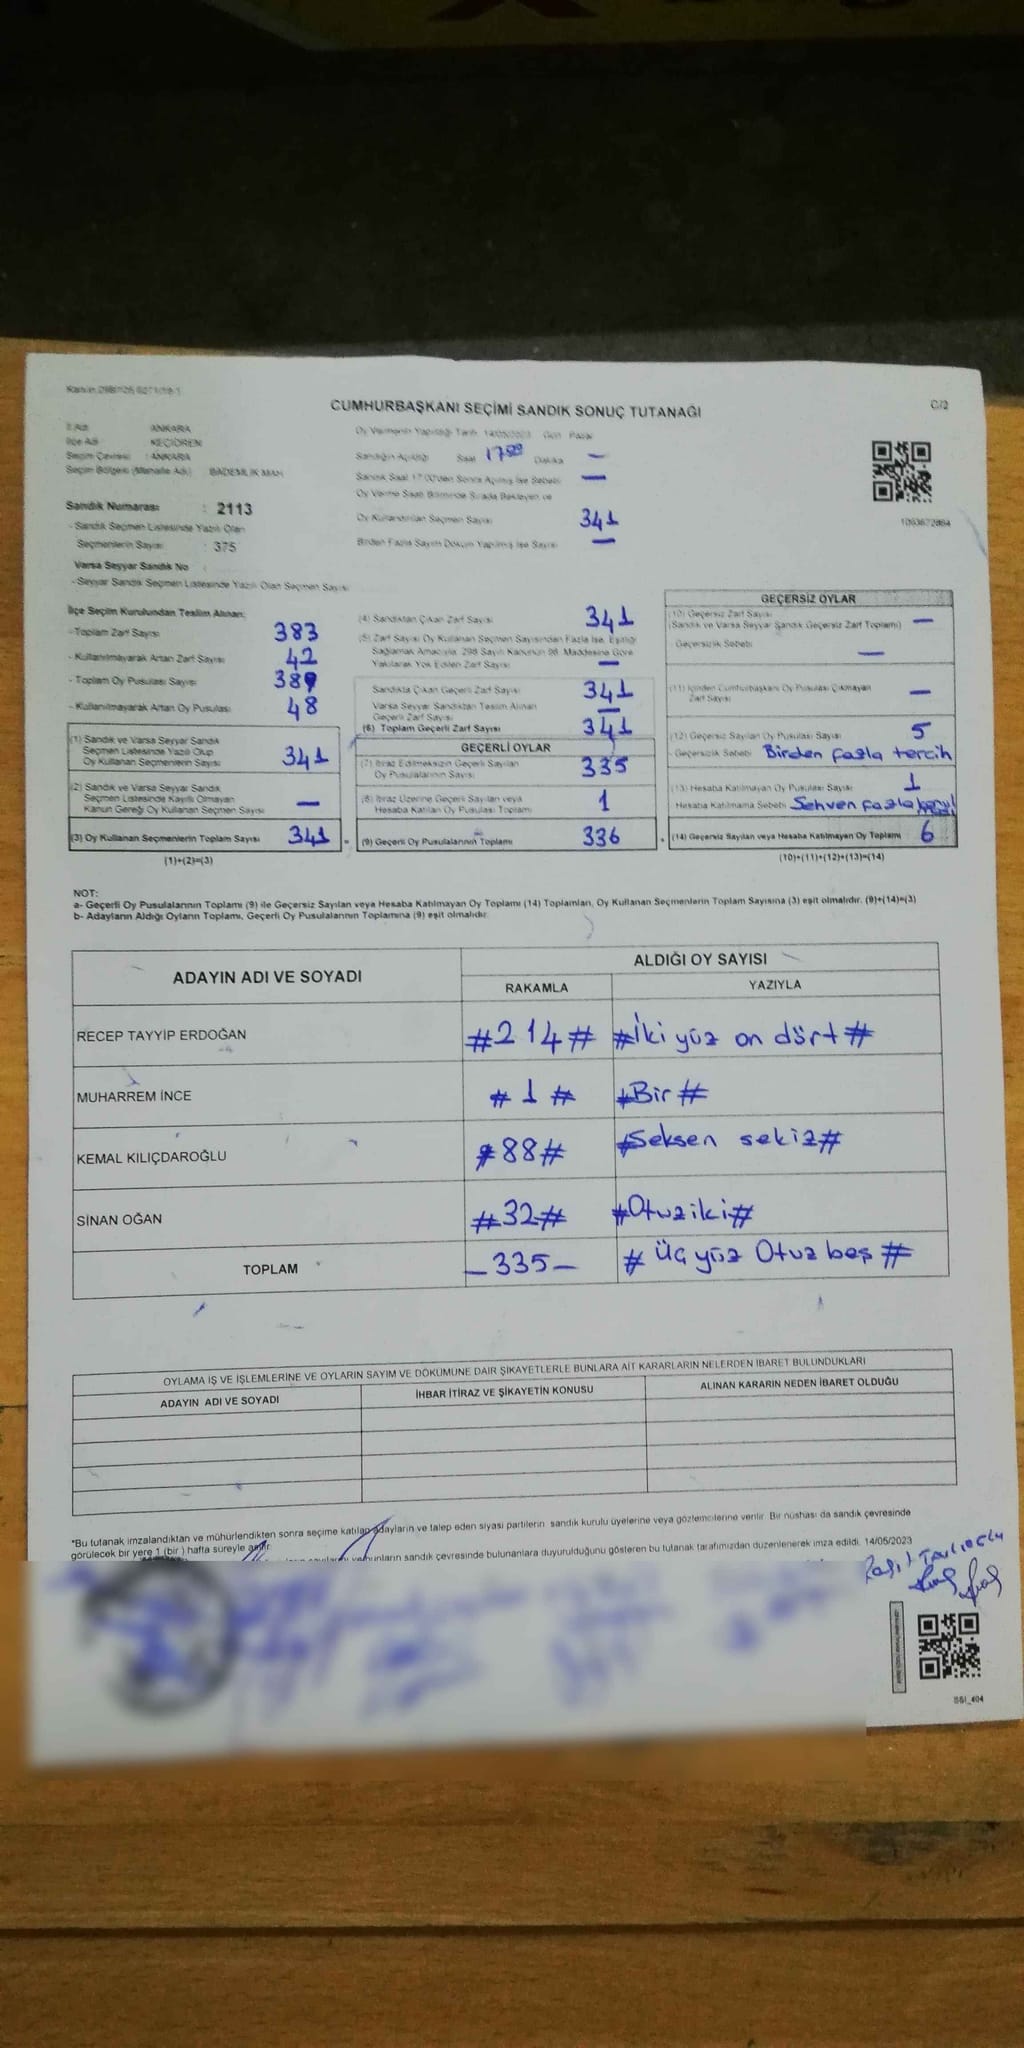 CUMHURBAŞKANI SEÇİMİ SANDIK SONUÇ TUTANAĞI
C/2
İl Adı ANKARA
İlçe Adı KEÇİÖREN
Seçim Çevresi : ANKARA
Seçim Bölgesi (Mahalle Adı) BADEMLİK MAH
Oy Vermenin Yapıldığı Tarih 14/05/2023 Gün Pazar
Sandığın Açıldığı Saat 17 00 Dakika —
Sandık Saat 17:00'den Sonra Açılmış İse Sebebi —
Oy Verme Saati Bitiminde Sırada Bekleyen ve
Oy Kullandırılan Seçmen Sayısı 341
Birden Fazla Sayım Döküm Yapılmış İse Sayısı —
Sandık Numarası : 2113
- Sandık Seçmen Listesinde Yazılı Olan
Seçmenlerin Sayısı : 375
Varsa Seyyar Sandık No
- Seyyar Sandık Seçmen Listesinde Yazılı Olan Seçmen Sayısı
İlçe Seçim Kurulundan Teslim Alınan:
- Toplam Zarf Sayısı 383
- Kullanılmayarak Artan Zarf Sayısı 42
- Toplam Oy Pusulası Sayısı 389
- Kullanılmayarak Artan Oy Pusulası 48
(1) Sandık ve Varsa Seyyar Sandık
Seçmen Listesinde Yazılı Olup
Oy Kullanan Seçmenlerin Sayısı 341
(2) Sandık ve Varsa Seyyar Sandık
Seçmen Listesinde Kayıtlı Olmayan
Kanun Gereği Oy Kullanan Seçmen Sayısı —
(3) Oy Kullanan Seçmenlerin Toplam Sayısı 341
(1)+(2)=(3)
(4) Sandıktan Çıkan Zarf Sayısı 341
(5) Zarf Sayısı Oy Kullanan Seçmen Sayısından Fazla İse, Eşitliği
Sağlamak Amacıyla, 298 Sayılı Kanunun 98. Maddesine Göre
Yakılarak Yok Edilen Zarf Sayısı —
Sandıkta Çıkan Geçerli Zarf Sayısı 341
Varsa Seyyar Sandıktan Teslim Alınan
Geçerli Zarf Sayısı —
(6) Toplam Geçerli Zarf Sayısı 341
GEÇERLİ OYLAR
(7) İtiraz Edilmeksizin Geçerli Sayılan
Oy Pusulalarının Sayısı 335
(8) İtiraz Üzerine Geçerli Sayılan veya
Hesaba Katılan Oy Pusulası Toplamı 1
(9) Geçerli Oy Pusulalarının Toplamı 336
GEÇERSİZ OYLAR
(10) Geçersiz Zarf Sayısı
(Sandık ve Varsa Seyyar Sandık Geçersiz Zarf Toplamı) —
Geçersizlik Sebebi —
(11) İçinden Cumhurbaşkanı Oy Pusulası Çıkmayan
Zarf Sayısı —
(12) Geçersiz Sayılan Oy Pusulası Sayısı 5
- Geçersizlik Sebebi Birden fazla tercih
(13) Hesaba Katılmayan Oy Pusulası Sayısı 1
Hesaba Katılmama Sebebi Sehven fazla
(14) Geçersiz Sayılan veya Hesaba Katılmayan Oy Toplamı 6
(10)+(11)+(12)+(13)=(14)
NOT:
a- Geçerli Oy Pusulalarının Toplamı (9) ile Geçersiz Sayılan veya Hesaba Katılmayan Oy Toplamı (14) Toplamları, Oy Kullanan Seçmenlerin Toplam Sayısına (3) eşit olmalıdır. (9)+(14)=(3)
b- Adayların Aldığı Oyların Toplamı, Geçerli Oy Pusulalarının Toplamına (9) eşit olmalıdır.
ADAYIN ADI VE SOYADI
ALDIĞI OY SAYISI
RAKAMLA YAZIYLA
RECEP TAYYİP ERDOĞAN #214# #İki yüz on dört#
MUHARREM İNCE #1# #Bir#
KEMAL KILIÇDAROĞLU #88# #Seksen sekiz#
SİNAN OĞAN #32# #Otuziki#
TOPLAM —335— #Üç yüz Otuz beş#
OYLAMA İŞ VE İŞLEMLERİNE VE OYLARIN SAYIM VE DÖKÜMÜNE DAİR ŞİKAYETLERLE BUNLARA AİT KARARLARIN NELERDEN İBARET BULUNDUKLARI
ADAYIN ADI VE SOYADI İHBAR İTİRAZ VE ŞİKAYETİN KONUSU ALINAN KARARIN NEDEN İBARET OLDUĞU
*Bu tutanak imzalandıktan ve mühürlendikten sonra seçime katılan adayların ve talep eden siyasi partilerin sandık kurulu üyelerine veya gözlemcilerine verilir. Bir nüshası da sandık çevresinde
görülecek bir yere 1 (bir) hafta süreyle asılır.
sandık çevresinde bulunanlara duyurulduğunu gösteren bu tutanak tarafımızdan düzenlenerek imza edildi. 14/05/2023